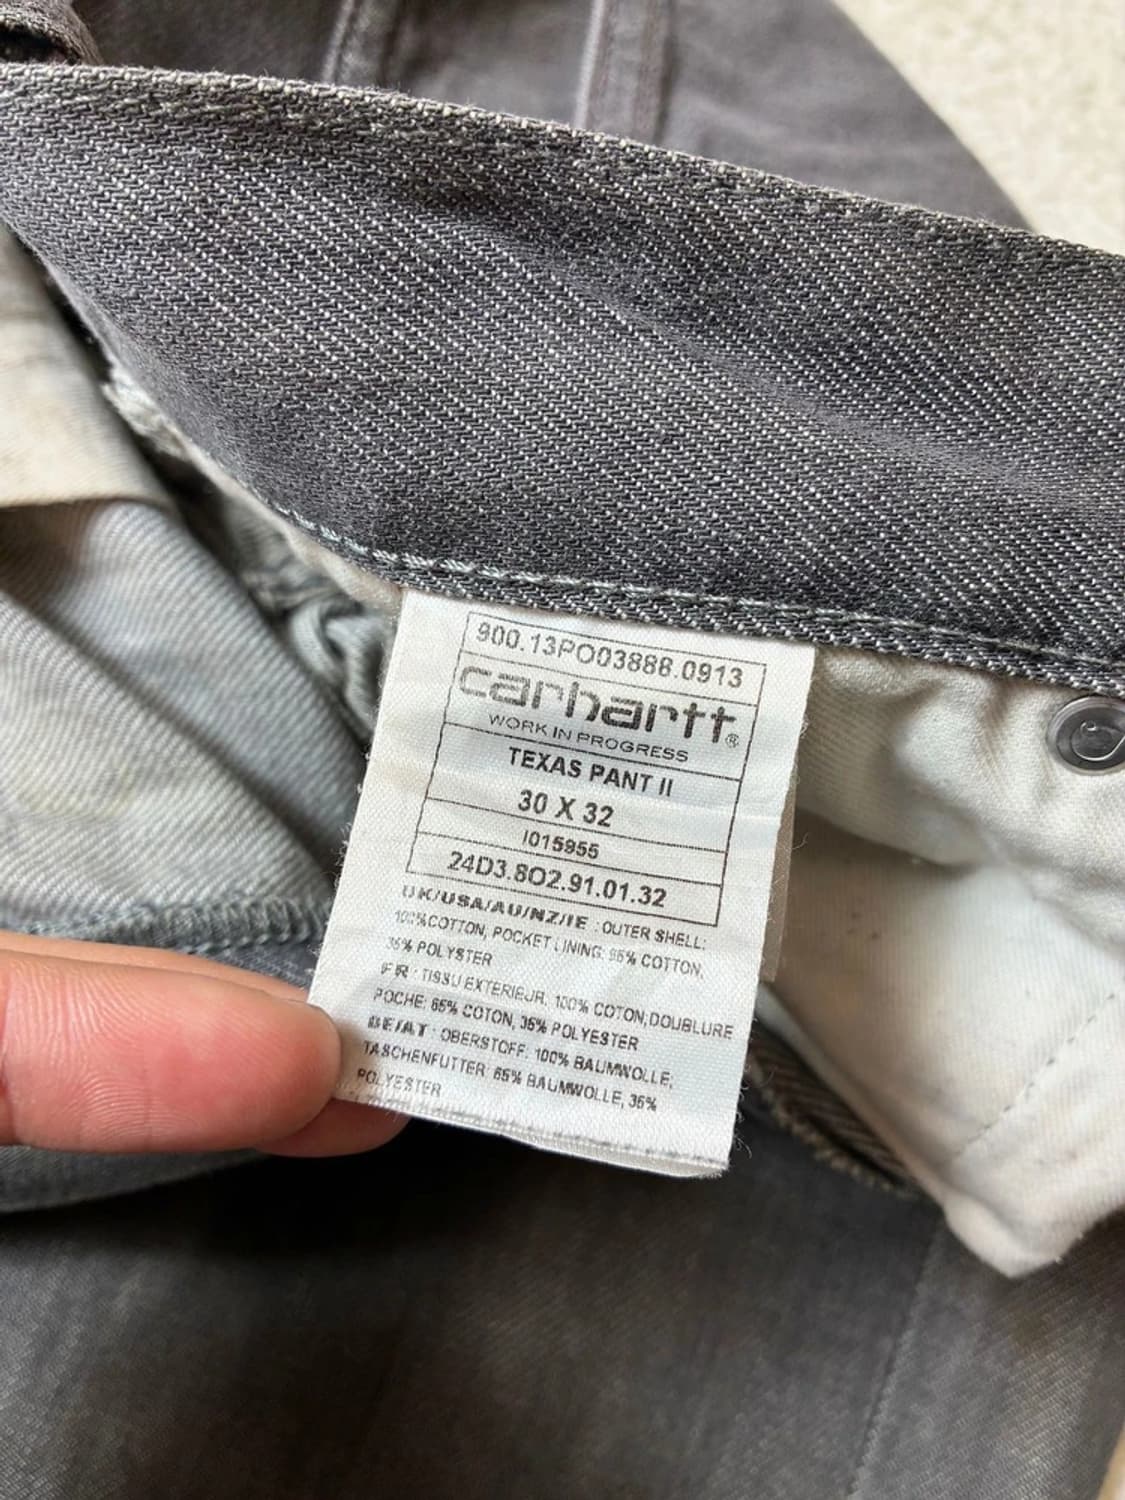 900.13PO03888.0913
carhartt®
WORK IN PROGRESS
TEXAS PANT II
30 X 32
I015955
24D3.8O2.91.01.32
UK/USA/AU/NZ/IE : OUTER SHELL:
100%COTTON, POCKET LINING: 65% COTTON,
35% POLYSTER
FR : TISSU EXTERIEUR: 100% COTON,DOUBLURE
POCHE: 65% COTON, 35% POLYESTER
DE/AT : OBERSTOFF: 100% BAUMWOLLE,
TASCHENFUTTER: 65% BAUMWOLLE, 35%
POLYESTER